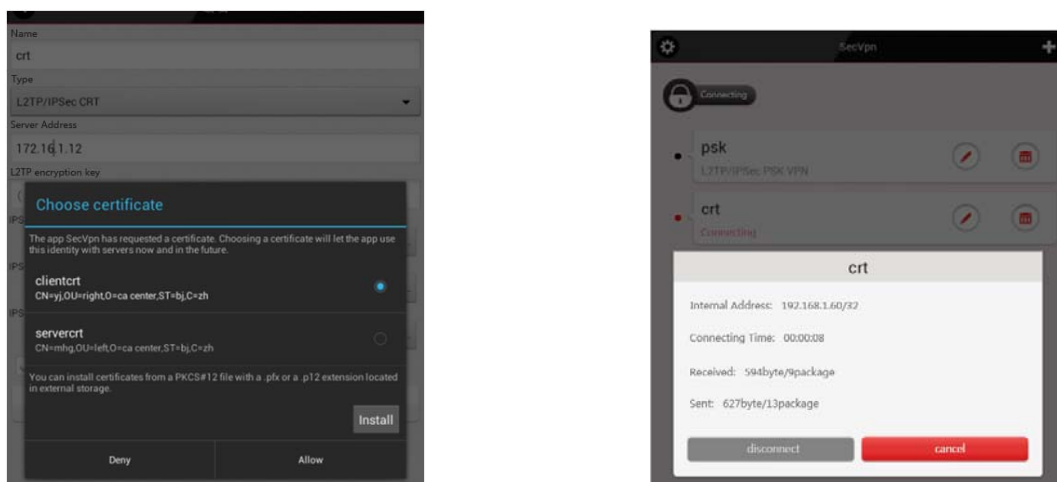 Name
crt
Type
L2TP/IPSec CRT
Server Address
172.16.1.12
L2TP encryption key
(
IPS
Choose certificate
The app SecVpn has requested a certificate. Choosing a certificate will let the app use
this identity with servers now and in the future.
IPS
clientcrt
CN=yj,OU=right,O=ca center,ST=bj,C=zh
IPS
servercrt
CN=mhg,OU=left,O=ca center,ST=bj,C=zh
You can install certificates from a PKCS#12 file with a .pfx or a .p12 extension located
in external storage.
Install
Deny Allow
SecVpn
Connecting
psk
L2TP/IPSec PSK VPN
crt
Connecting
crt
Internal Address: 192.168.1.60/32
Connecting Time: 00:00:08
Received: 594byte/9package
Sent: 627byte/13package
disconnect cancel